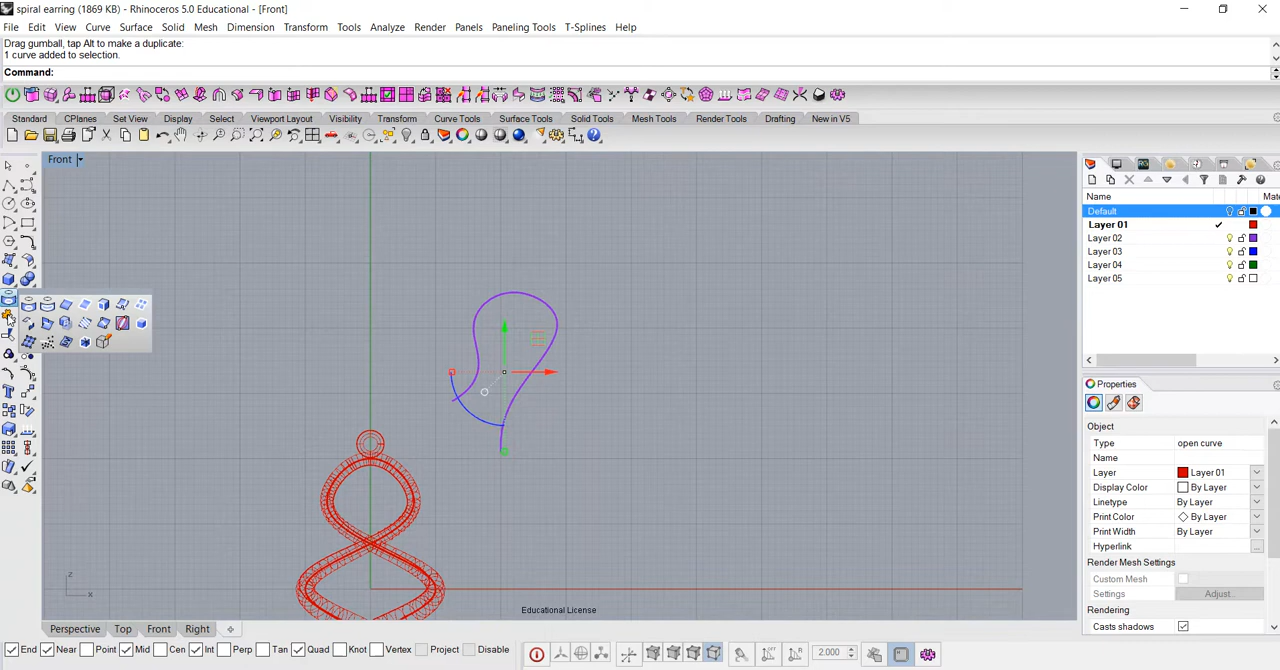 spiral earring (1869 KB) - Rhinoceros 5.0 Educational - [Front]
File Edit View Curve Surface Solid Mesh Dimension Transform Tools Analyze Render Panels Paneling Tools T-Splines Help
Drag gumball, tap Alt to make a duplicate:
1 curve added to selection.
Command:
Standard CPlanes Set View Display Select Viewport Layout Visibility Transform Curve Tools Surface Tools Solid Tools Mesh Tools Render Tools Drafting New in V5
Front
Name Mate
Default
Layer 01
Layer 02
Layer 03
Layer 04
Layer 05
Properties
Object
Type open curve
Name
Layer Layer 01
Display Color By Layer
Linetype By Layer
Print Color By Layer
Print Width By Layer
Hyperlink ...
Render Mesh Settings
Custom Mesh
Settings Adjust...
Rendering
Casts shadows
z
x
Educational License
Perspective Top Front Right
End Near Point Mid Cen Int Perp Tan Quad Knot Vertex Project Disable
2.000